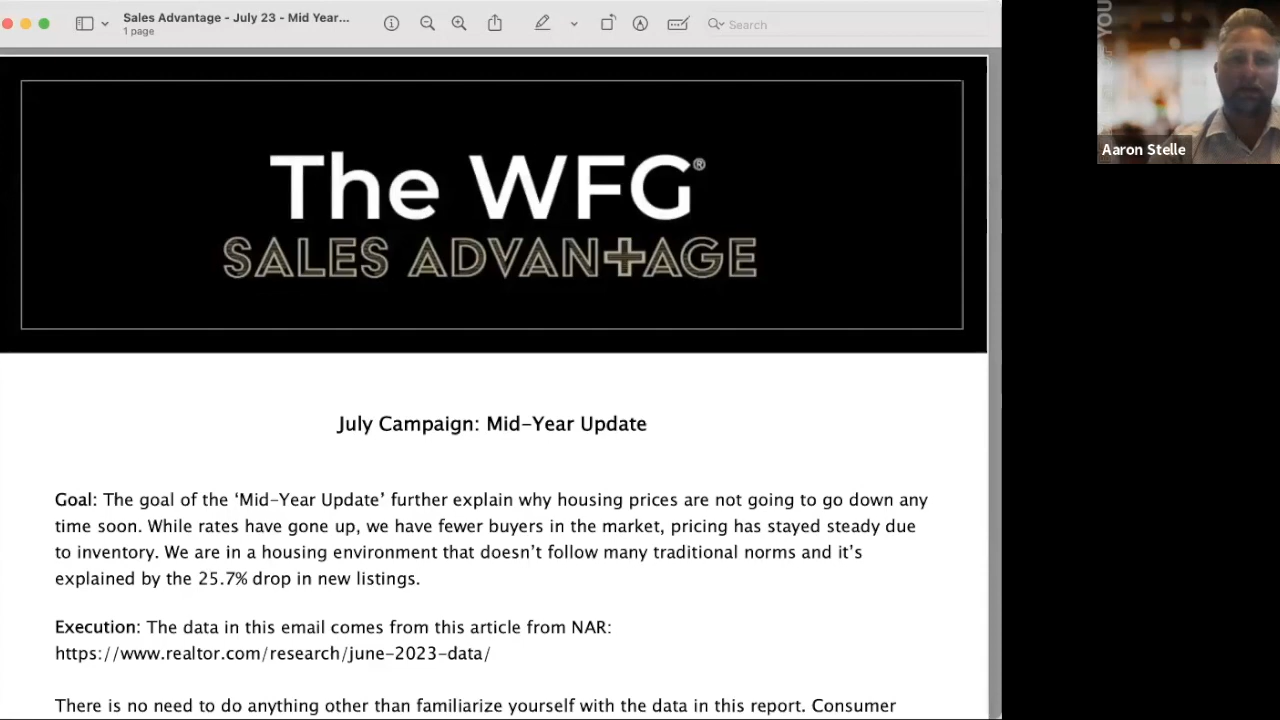 Sales Advantage - July 23 - Mid Year...
1 page
Search
YOU
Aaron Stelle
The WFG®
SALES ADVANTAGE
July Campaign: Mid-Year Update
Goal: The goal of the ‘Mid-Year Update’ further explain why housing prices are not going to go down any
time soon. While rates have gone up, we have fewer buyers in the market, pricing has stayed steady due
to inventory. We are in a housing environment that doesn’t follow many traditional norms and it’s
explained by the 25.7% drop in new listings.
Execution: The data in this email comes from this article from NAR:
https://www.realtor.com/research/june-2023-data/
There is no need to do anything other than familiarize yourself with the data in this report. Consumer